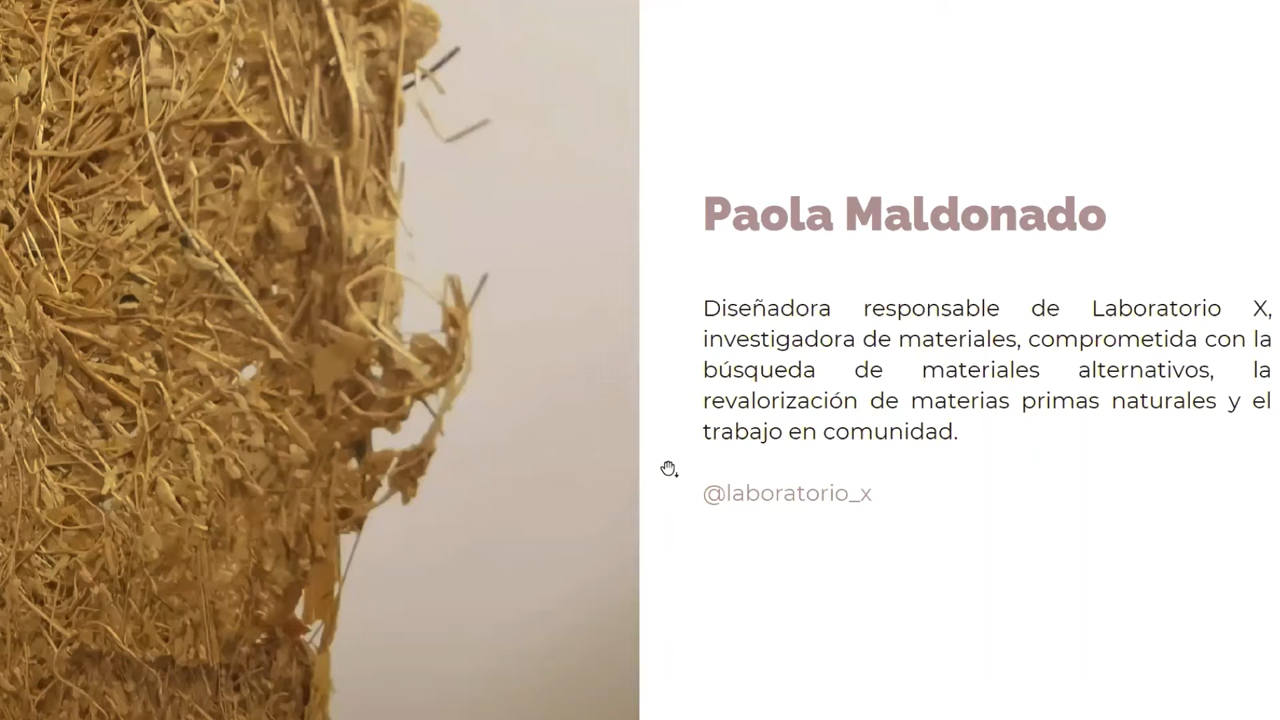 Paola Maldonado
Diseñadora responsable de Laboratorio X,
investigadora de materiales, comprometida con la
búsqueda de materiales alternativos, la
revalorización de materias primas naturales y el
trabajo en comunidad.
@laboratorio_x